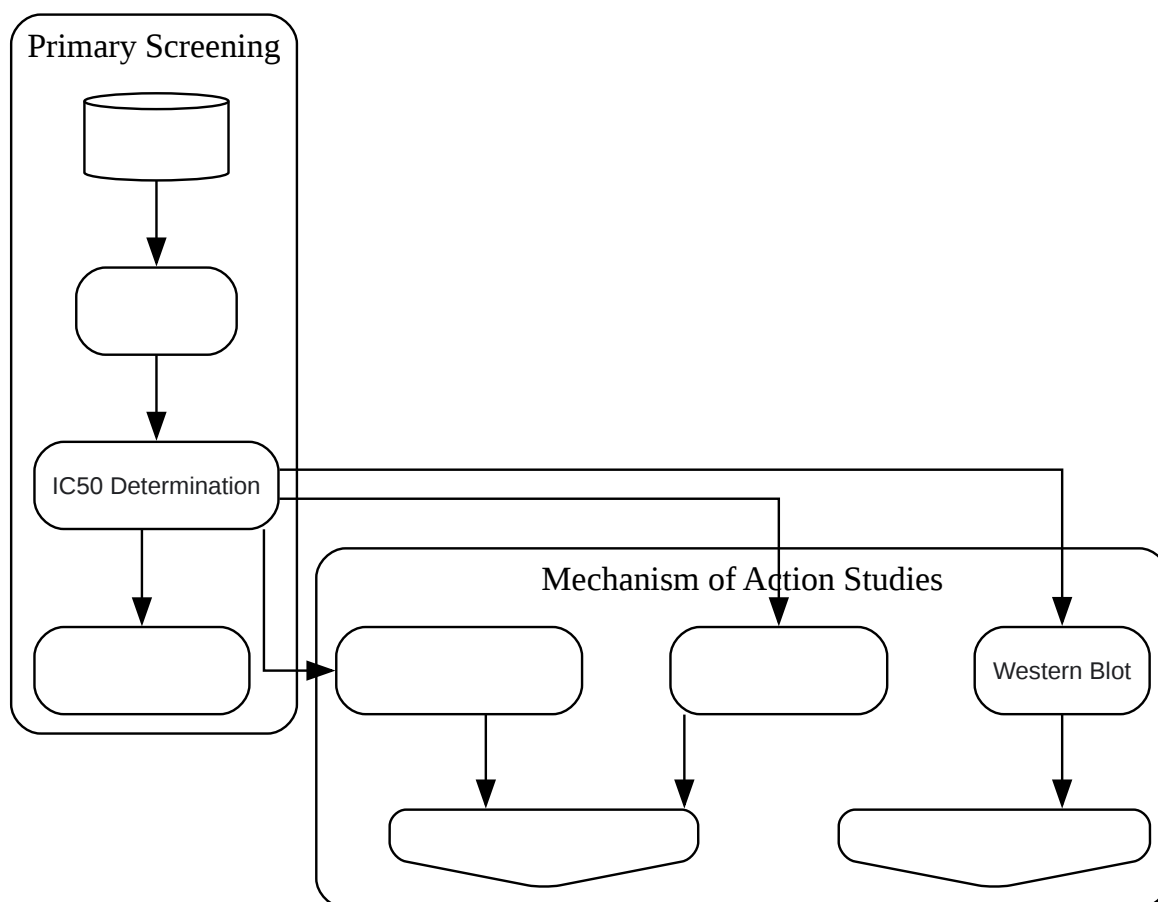 Primary Screening
IC50 Determination
Mechanism of Action Studies
Western Blot